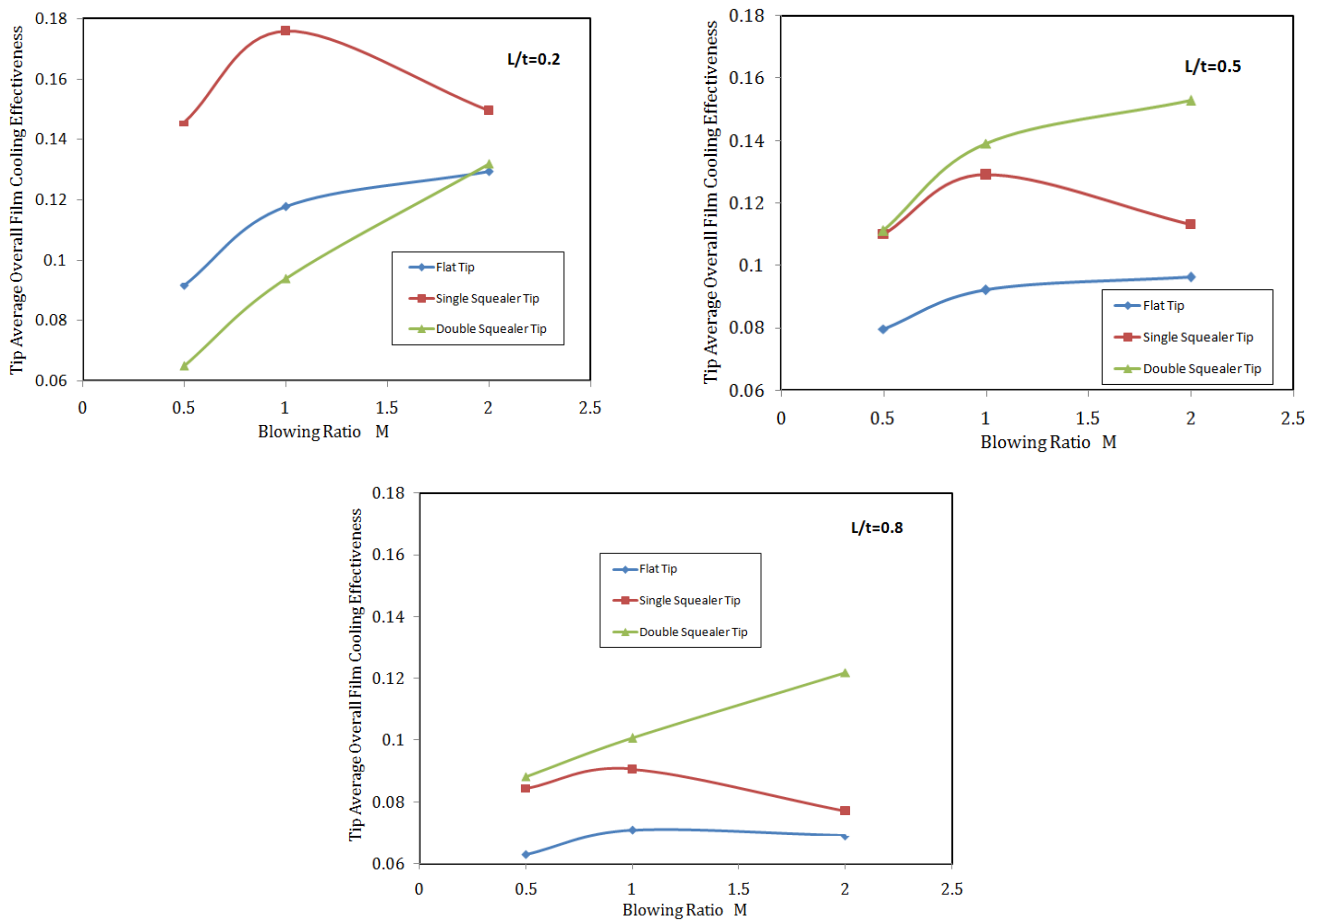 Tip Average Overall Film Cooling Effectiveness
0.18
0.16
0.14
0.12
0.1
0.08
0.06
L/t=0.2
Flat Tip
Single Squealer Tip
Double Squealer Tip
0 0.5 1 1.5 2 2.5
Blowing Ratio M
Tip Average Overall Film Cooling Effectiveness
0.18
0.16
0.14
0.12
0.1
0.08
0.06
L/t=0.5
Flat Tip
Single Squealer Tip
Double Squealer Tip
0 0.5 1 1.5 2 2.5
Blowing Ratio M
Tip Average Overall Film Cooling Effectiveness
0.18
0.16
0.14
0.12
0.1
0.08
0.06
L/t=0.8
Flat Tip
Single Squealer Tip
Double Squealer Tip
0 0.5 1 1.5 2 2.5
Blowing Ratio M